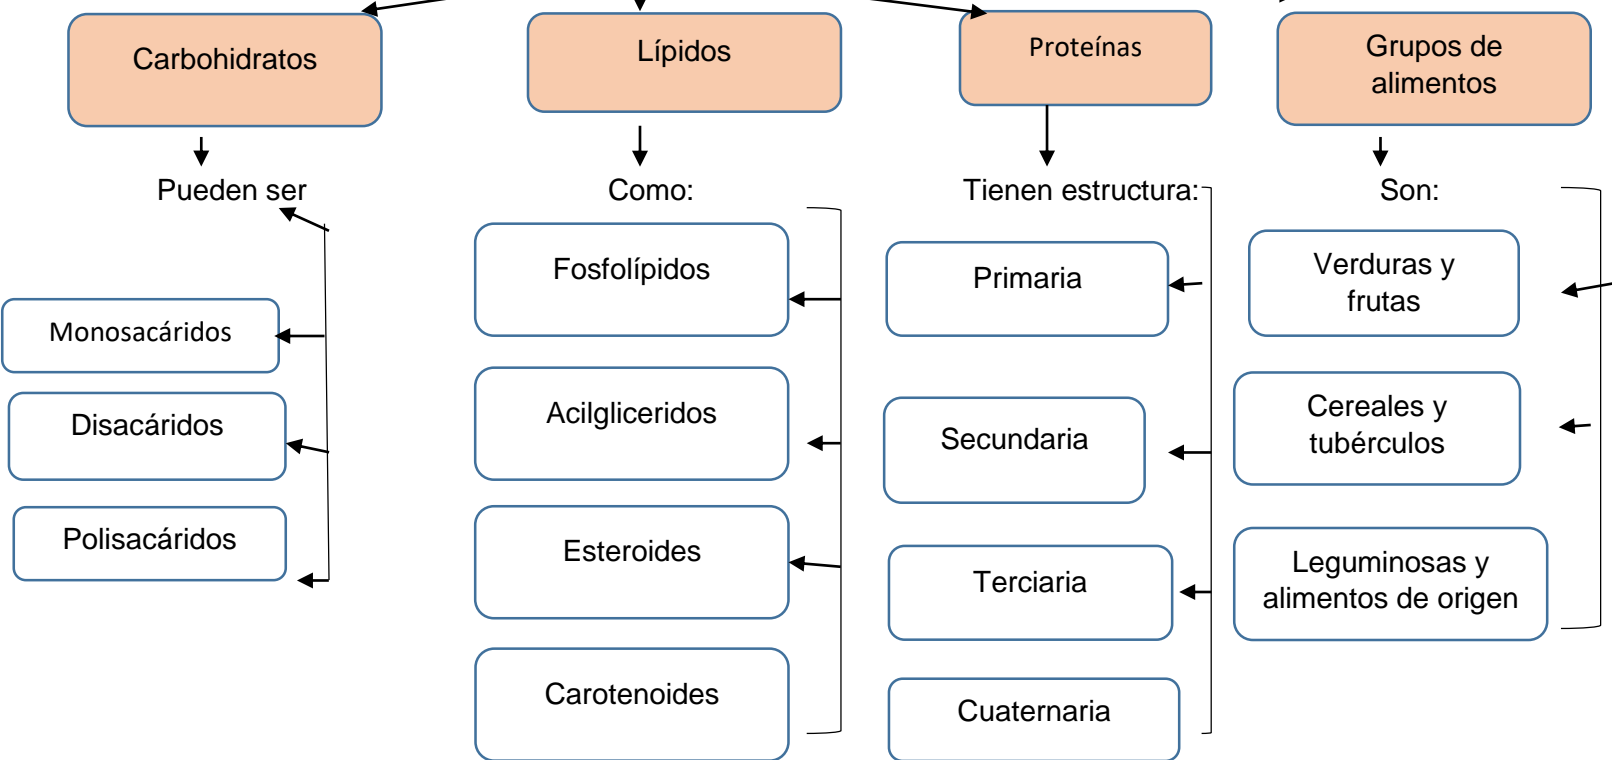 Carbohidratos
Pueden ser
Monosacáridos
Disacáridos
Polisacáridos
Lípidos
Como:
Fosfolípidos
Acilgliceridos
Esteroides
Carotenoides
Proteínas
Tienen estructura:
Primaria
Secundaria
Terciaria
Cuaternaria
Grupos de
alimentos
Son:
Verduras y
frutas
Cereales y
tubérculos
Leguminosas y
alimentos de origen